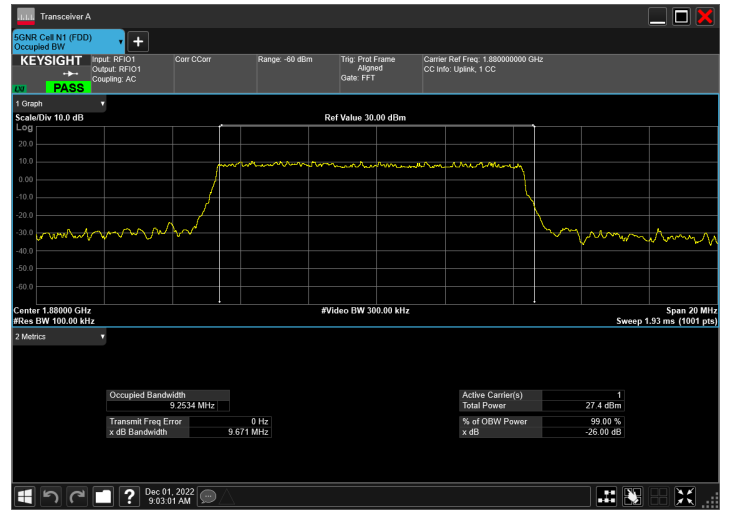 Transceiver A
5GNR Cell N1 (FDD)
Occupied BW
KEYSIGHT
Input: RFIO1
Output: RFIO1
Coupling: AC
Corr CCorr
Range: -60 dBm
Trig: Prot Frame
Aligned
Gate: FFT
Carrier Ref Freq: 1.880000000 GHz
CC Info: Uplink, 1 CC
PASS
1 Graph
Scale/Div 10.0 dB
Ref Value 30.00 dBm
Log
20.0
10.0
0.00
-10.0
-20.0
-30.0
-40.0
-50.0
-60.0
Center 1.88000 GHz
#Video BW 300.00 kHz
Span 20 MHz
#Res BW 100.00 kHz
Sweep 1.93 ms (1001 pts)
2 Metrics
Occupied Bandwidth
9.2534 MHz
Transmit Freq Error 0 Hz
x dB Bandwidth 9.671 MHz
Active Carrier(s) 1
Total Power 27.4 dBm
% of OBW Power 99.00 %
x dB -26.00 dB
?
Dec 01, 2022
9:03:01 AM